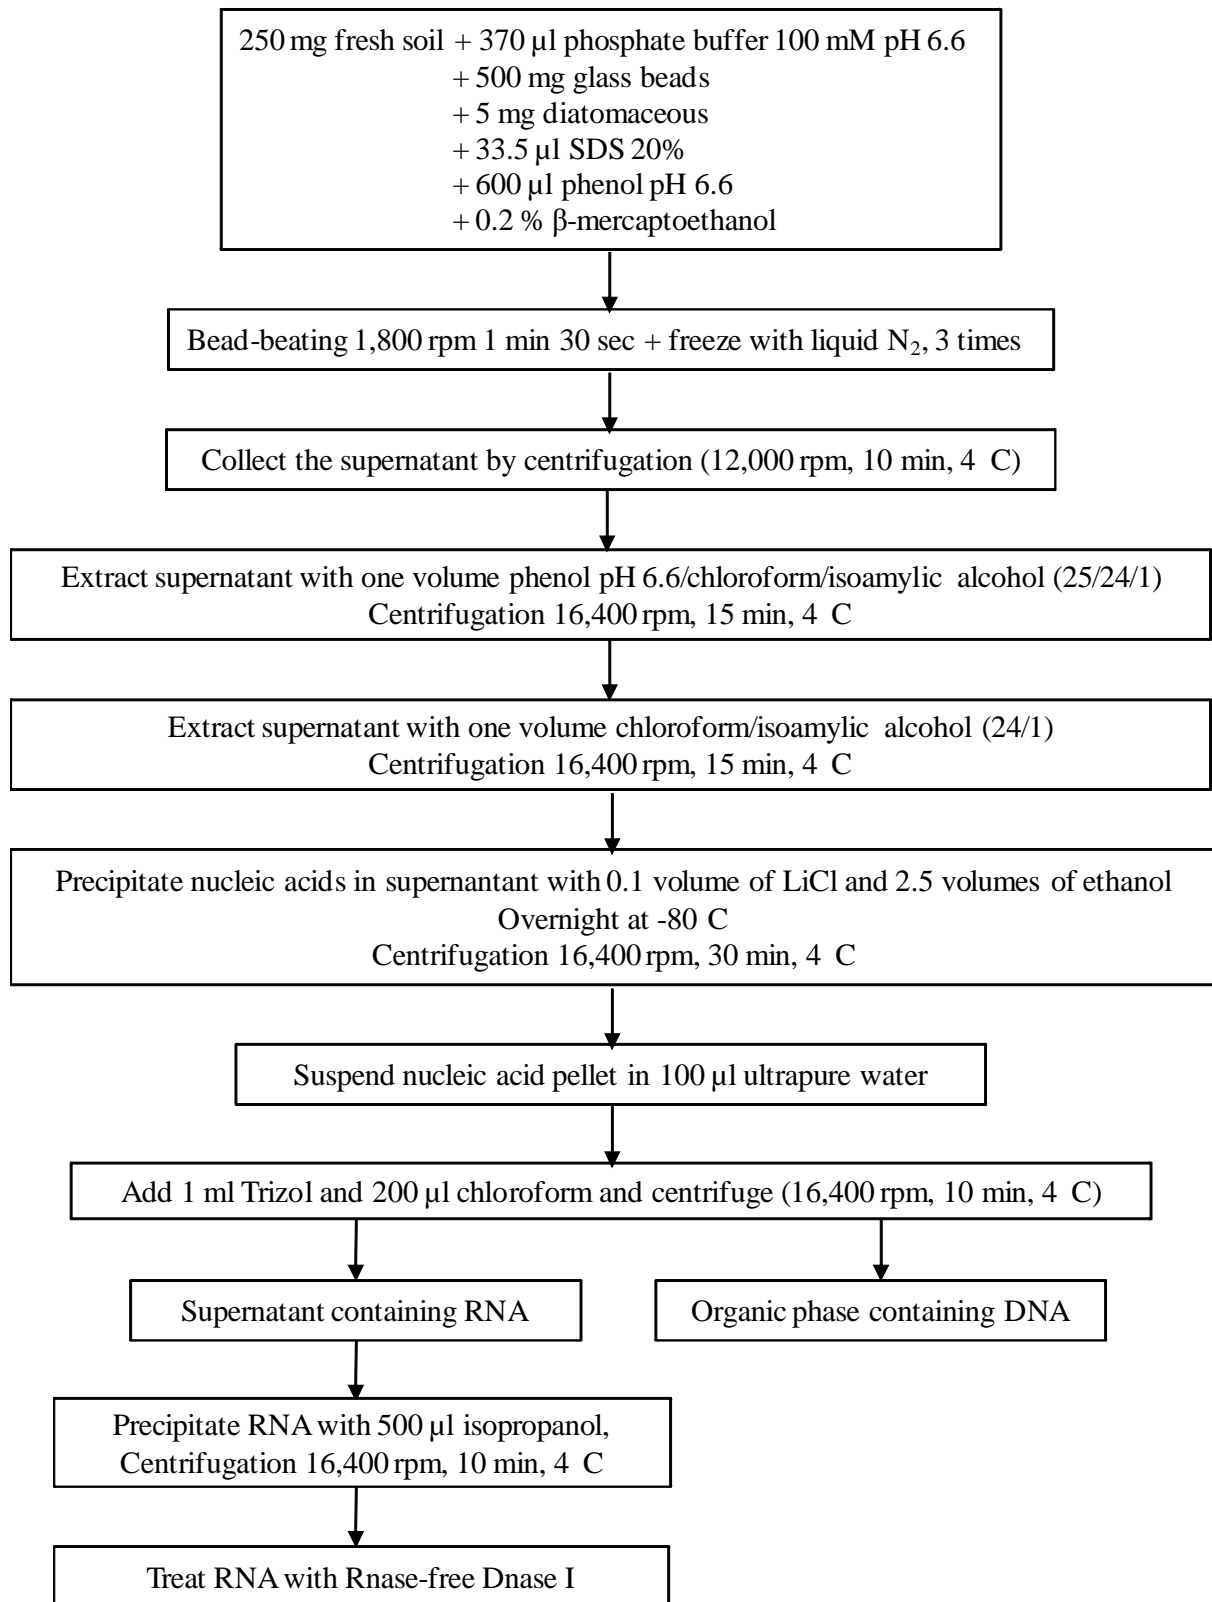 250 mg fresh soil + 370 µl phosphate buffer 100 mM pH 6.6
+ 500 mg glass beads
+ 5 mg diatomaceous
+ 33.5 µl SDS 20%
+ 600 µl phenol pH 6.6
+ 0.2 % β-mercaptoethanol
Bead-beating 1,800 rpm 1 min 30 sec + freeze with liquid N₂, 3 times
Collect the supernatant by centrifugation (12,000 rpm, 10 min, 4 C)
Extract supernatant with one volume phenol pH 6.6/chloroform/isoamylic alcohol (25/24/1)
Centrifugation 16,400 rpm, 15 min, 4 C
Extract supernatant with one volume chloroform/isoamylic alcohol (24/1)
Centrifugation 16,400 rpm, 15 min, 4 C
Precipitate nucleic acids in supernantant with 0.1 volume of LiCl and 2.5 volumes of ethanol
Overnight at -80 C
Centrifugation 16,400 rpm, 30 min, 4 C
Suspend nucleic acid pellet in 100 µl ultrapure water
Add 1 ml Trizol and 200 µl chloroform and centrifuge (16,400 rpm, 10 min, 4 C)
Supernatant containing RNA
Organic phase containing DNA
Precipitate RNA with 500 µl isopropanol,
Centrifugation 16,400 rpm, 10 min, 4 C
Treat RNA with Rnase-free Dnase I